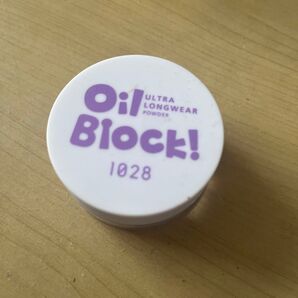 Oil ULTRA
LONGWEAR
POWDER
Block!
1028